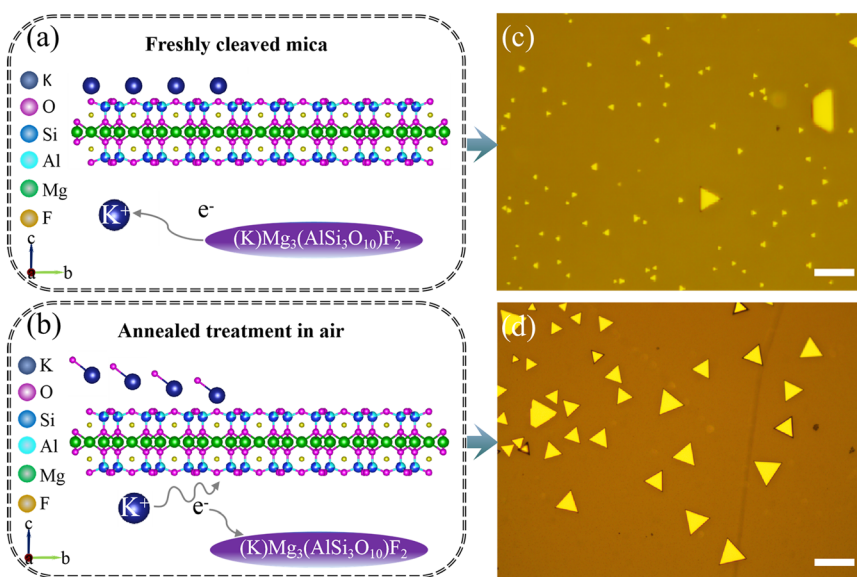 (a)
Freshly cleaved mica
K
O
Si
Al
Mg
F
K⁺
e⁻
(K)Mg₃(AlSi₃O₁₀)F₂
c
a
b
(c)
(b)
Annealed treatment in air
K
O
Si
Al
Mg
F
K⁺
e⁻
(K)Mg₃(AlSi₃O₁₀)F₂
c
a
b
(d)